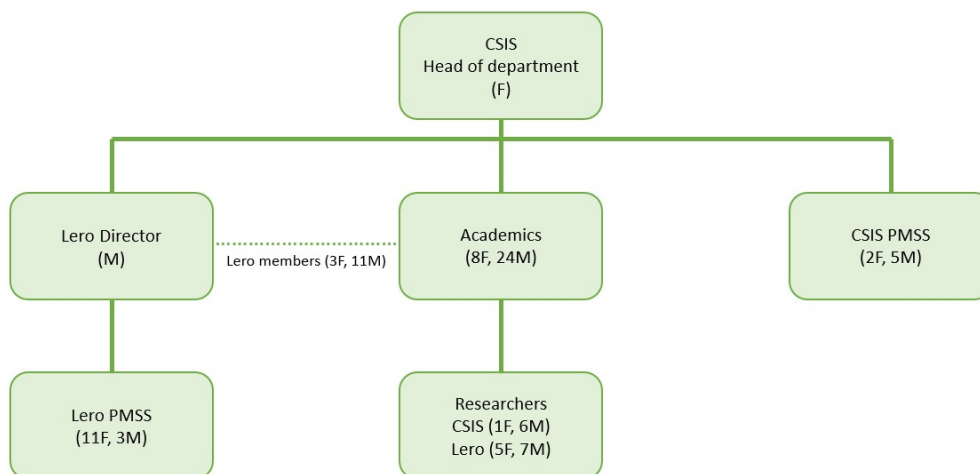 CSIS
Head of department
(F)
Lero Director
(M)
Lero members (3F, 11M)
Academics
(8F, 24M)
CSIS PMSS
(2F, 5M)
Lero PMSS
(11F, 3M)
Researchers
CSIS (1F, 6M)
Lero (5F, 7M)